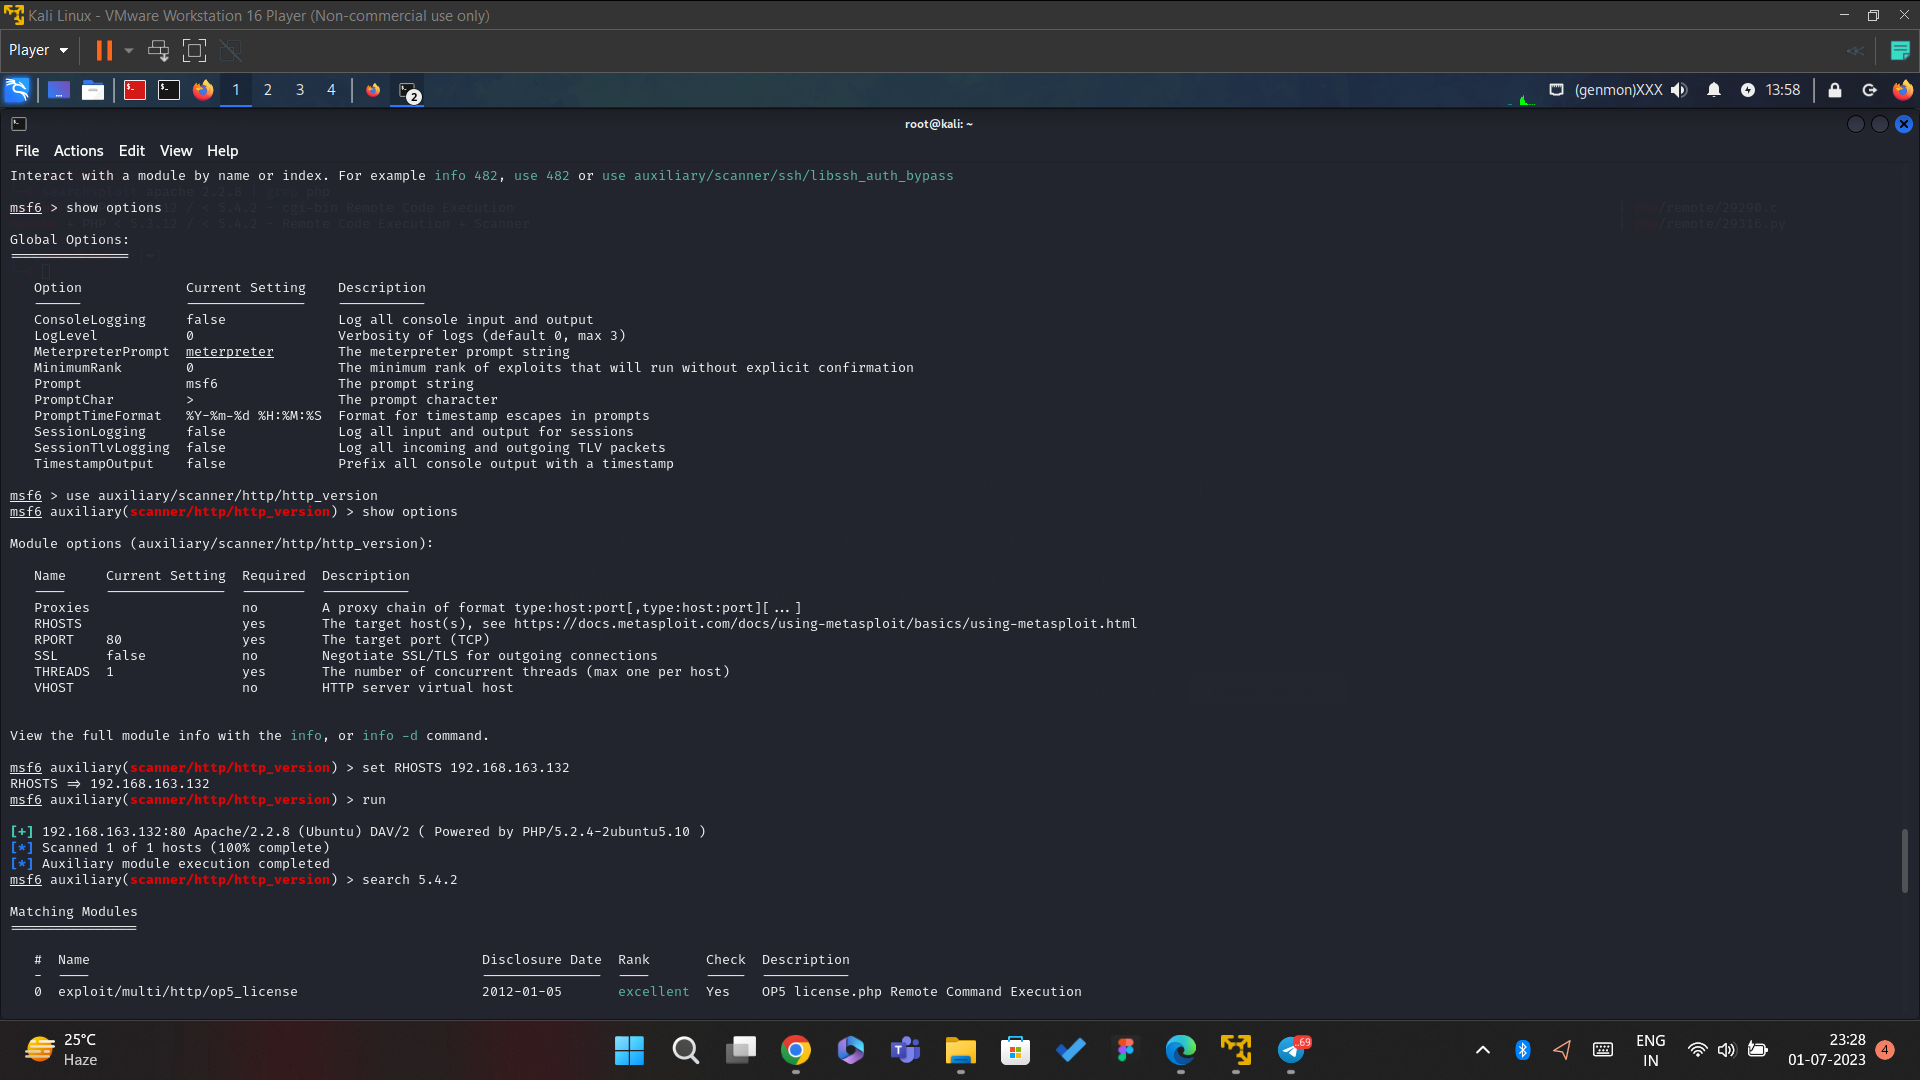 Kali Linux - VMware Workstation 16 Player (Non-commercial use only)
Player
1 2 3 4 2 (genmon)XXX 13:58
root@kali: ~
File Actions Edit View Help
Interact with a module by name or index. For example info 482, use 482 or use auxiliary/scanner/ssh/libssh_auth_bypass
msf6 > show options
Global Options:
Option Current Setting Description
ConsoleLogging false Log all console input and output
LogLevel 0 Verbosity of logs (default 0, max 3)
MeterpreterPrompt meterpreter The meterpreter prompt string
MinimumRank 0 The minimum rank of exploits that will run without explicit confirmation
Prompt msf6 The prompt string
PromptChar > The prompt character
PromptTimeFormat %Y-%m-%d %H:%M:%S Format for timestamp escapes in prompts
SessionLogging false Log all input and output for sessions
SessionTlvLogging false Log all incoming and outgoing TLV packets
TimestampOutput false Prefix all console output with a timestamp
msf6 > use auxiliary/scanner/http/http_version
msf6 auxiliary(scanner/http/http_version) > show options
Module options (auxiliary/scanner/http/http_version):
Name Current Setting Required Description
Proxies no A proxy chain of format type:host:port[,type:host:port][...]
RHOSTS yes The target host(s), see https://docs.metasploit.com/docs/using-metasploit/basics/using-metasploit.html
RPORT 80 yes The target port (TCP)
SSL false no Negotiate SSL/TLS for outgoing connections
THREADS 1 yes The number of concurrent threads (max one per host)
VHOST no HTTP server virtual host
View the full module info with the info, or info -d command.
msf6 auxiliary(scanner/http/http_version) > set RHOSTS 192.168.163.132
RHOSTS => 192.168.163.132
msf6 auxiliary(scanner/http/http_version) > run
[+] 192.168.163.132:80 Apache/2.2.8 (Ubuntu) DAV/2 ( Powered by PHP/5.2.4-2ubuntu5.10 )
[*] Scanned 1 of 1 hosts (100% complete)
[*] Auxiliary module execution completed
msf6 auxiliary(scanner/http/http_version) > search 5.4.2
Matching Modules
# Name Disclosure Date Rank Check Description
0 exploit/multi/http/op5_license 2012-01-05 excellent Yes OP5 license.php Remote Command Execution
25°C
Haze
.69
ENG
IN
23:28
01-07-2023
4